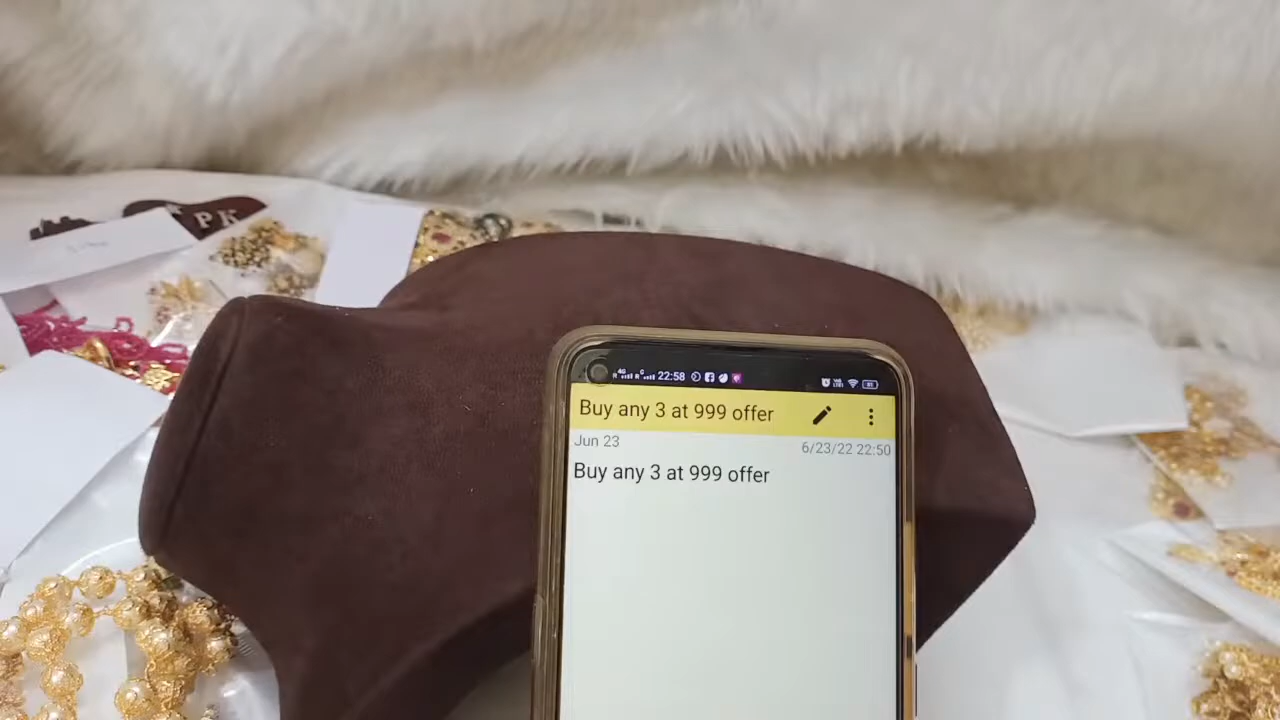 PK
22:58
Buy any 3 at 999 offer
Jun 23
6/23/22 22:50
Buy any 3 at 999 offer